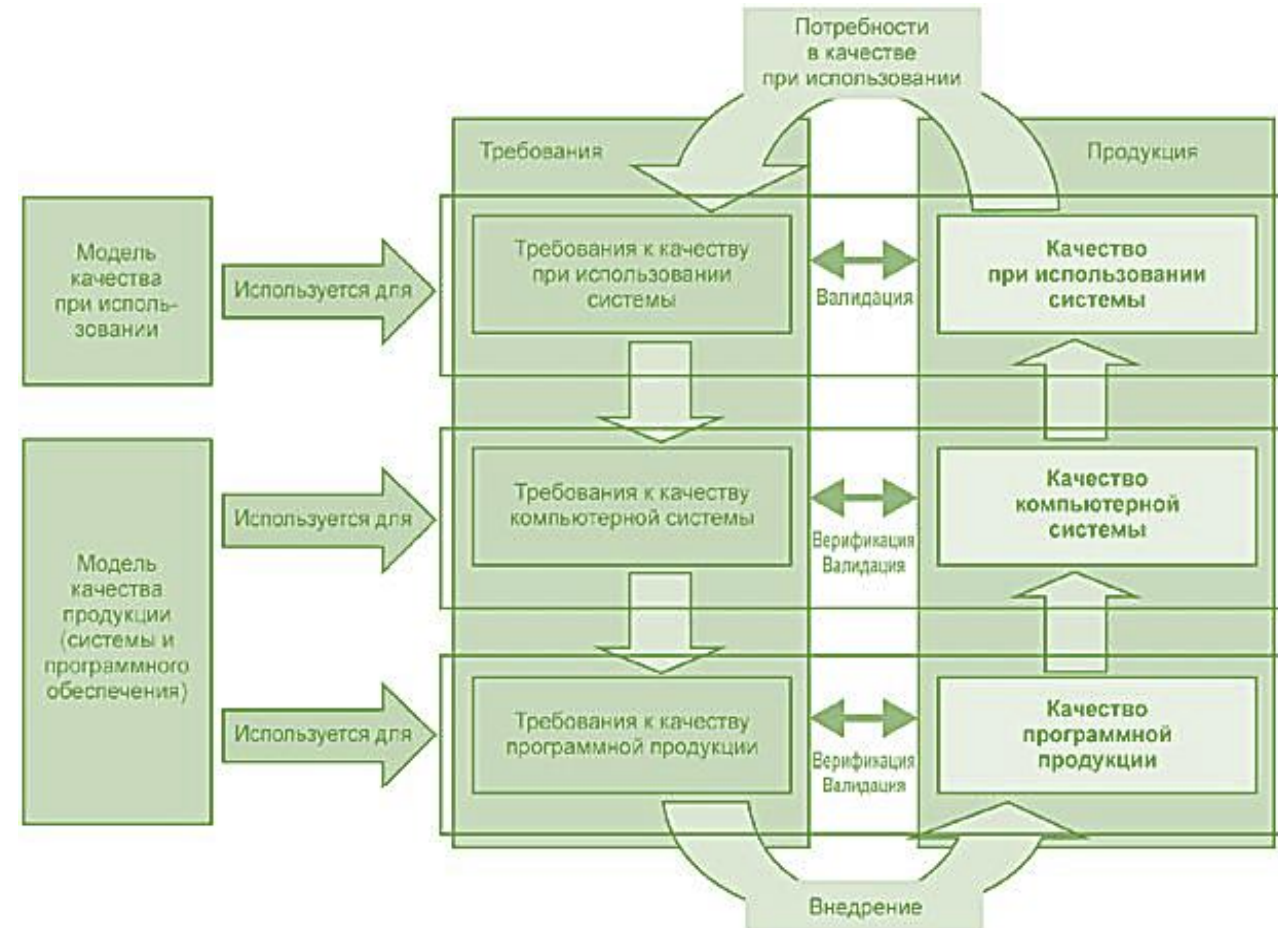 Потребности
в качестве
при использовании
Требования
Продукция
Модель
качества
при исполь-
зовании
Используется для
Требования к качеству
при использовании
системы
Валидация
Качество
при использовании
системы
Модель
качества
продукции
(системы и
программного
обеспечения)
Используется для
Требования к качеству
компьютерной системы
Верификация
Валидация
Качество
компьютерной
системы
Используется для
Требования к качеству
программной продукции
Верификация
Валидация
Качество
программной
продукции
Внедрение